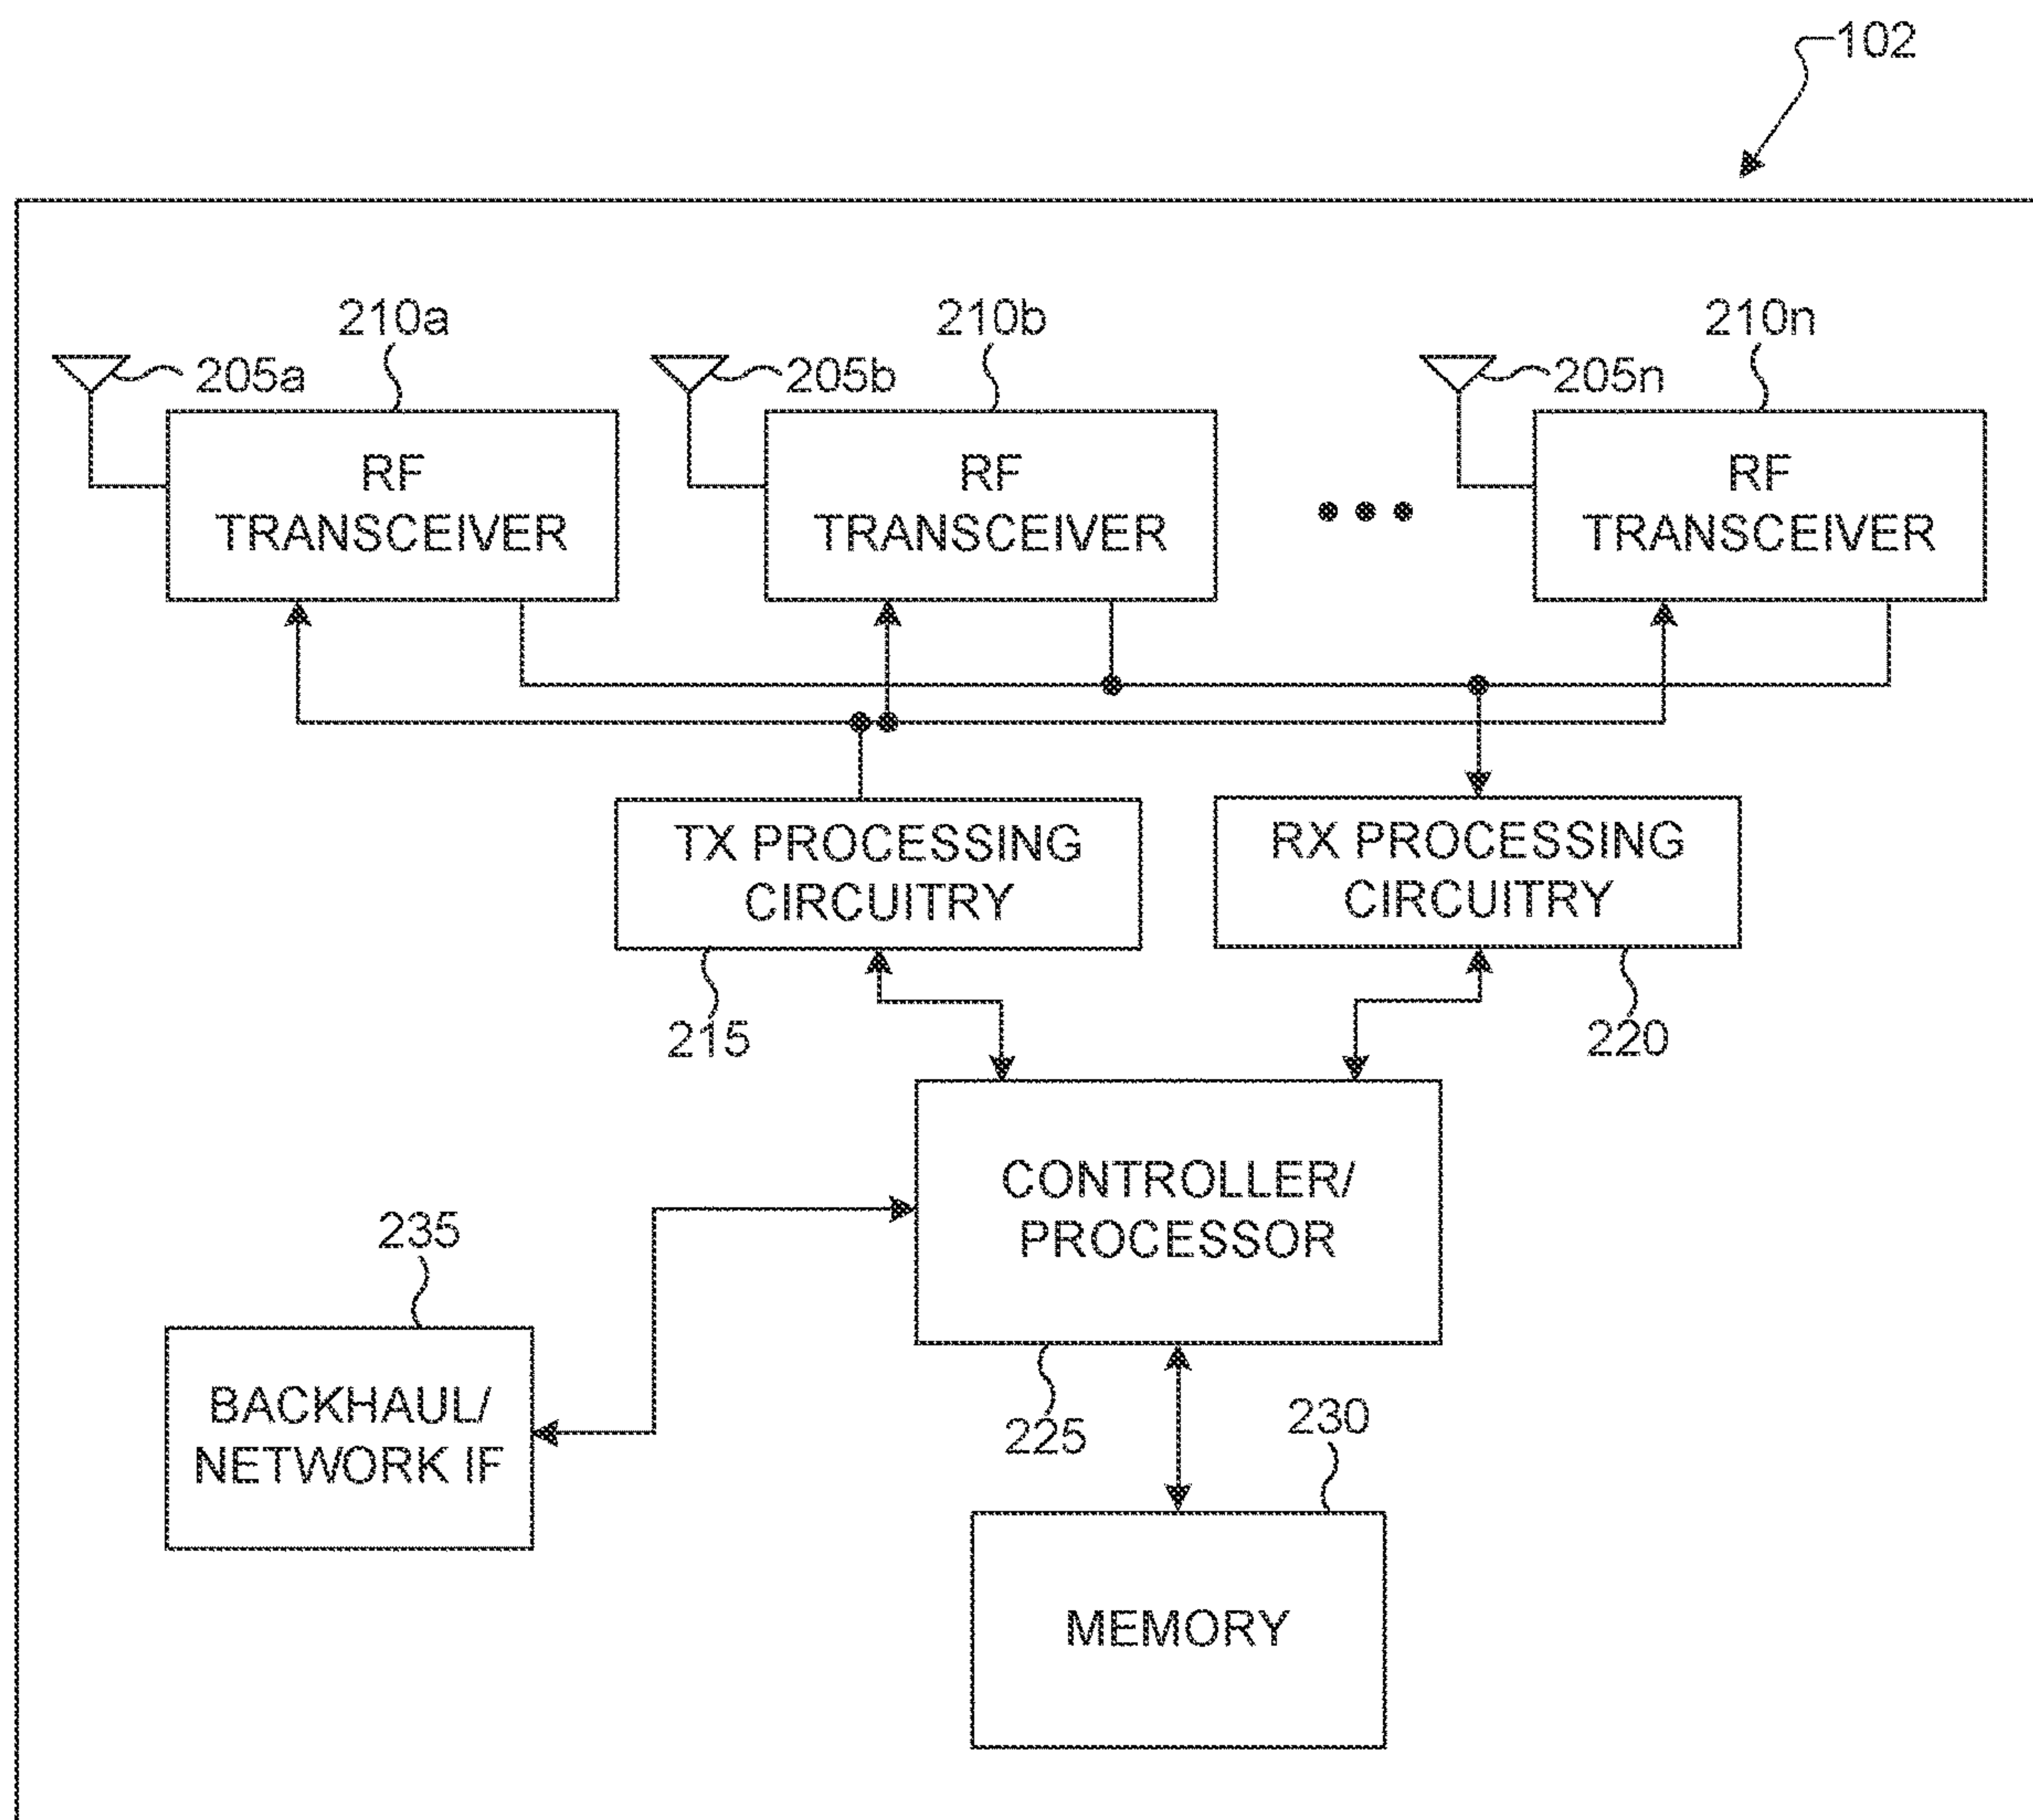 102
210a
210b
210n
205a
205b
205n
RF
TRANSCEIVER
RF
TRANSCEIVER
RF
TRANSCEIVER
TX PROCESSING
CIRCUITRY
RX PROCESSING
CIRCUITRY
215
220
CONTROLLER/
PROCESSOR
235
BACKHAUL/
NETWORK IF
225
230
MEMORY